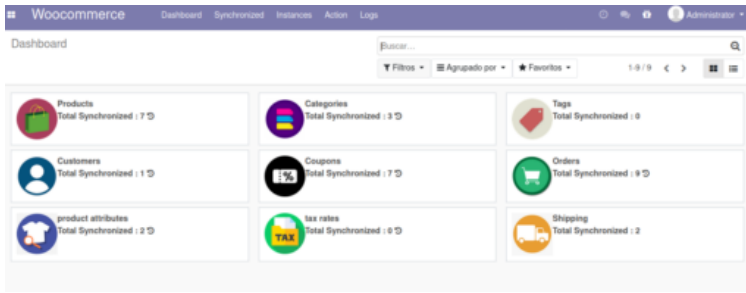 Woocommerce Dashboard Synchronized Instances Action Logs Administrator
Dashboard
Buscar...
Filtros Agrupado por Favoritos 1-9 / 9
Products
Total Synchronized : 7
Categories
Total Synchronized : 3
Tags
Total Synchronized : 0
Customers
Total Synchronized : 1
Coupons
Total Synchronized : 7
%
Orders
Total Synchronized : 9
product attributes
Total Synchronized : 2
tax rates
Total Synchronized : 0
TAX
Shipping
Total Synchronized : 2